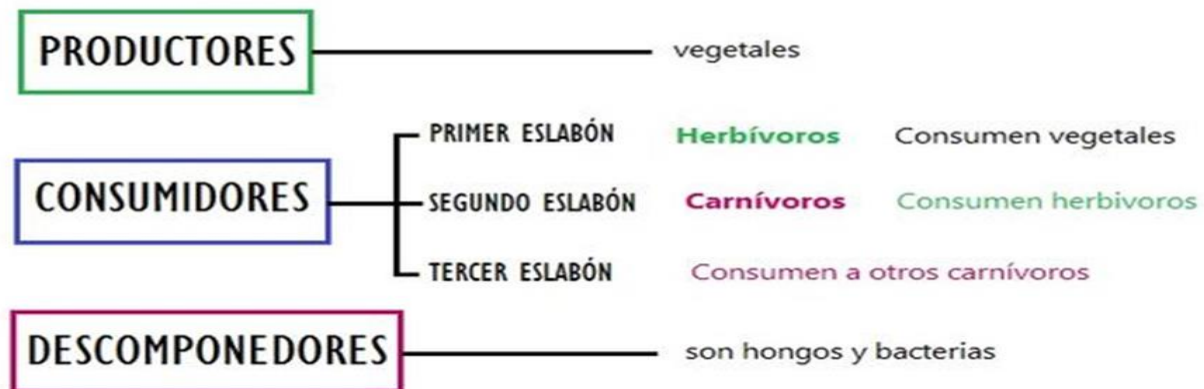 PRODUCTORES vegetales
PRIMER ESLABÓN Herbívoros Consumen vegetales
CONSUMIDORES SEGUNDO ESLABÓN Carnívoros Consumen herbivoros
TERCER ESLABÓN Consumen a otros carnívoros
DESCOMPONEDORES son hongos y bacterias